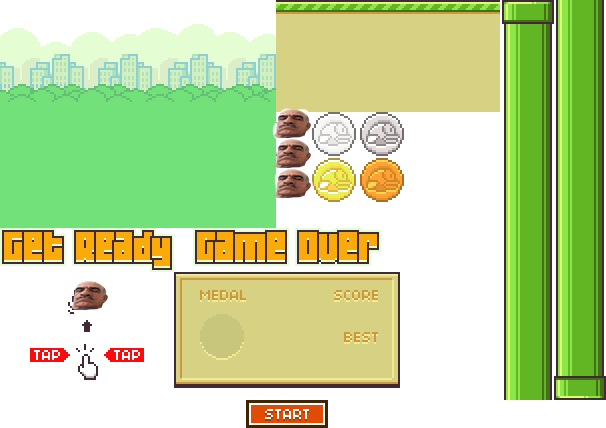 Get Ready
Game Over
MEDAL
SCORE
BEST
TAP
TAP
START